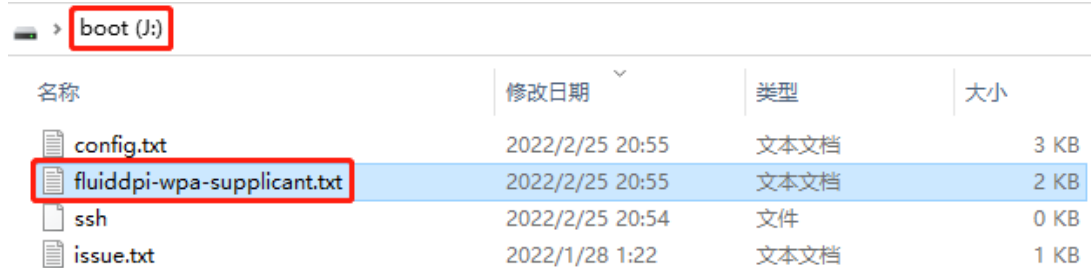 boot (J:)
名称 修改日期 类型 大小
config.txt 2022/2/25 20:55 文本文档 3 KB
fluiddpi-wpa-supplicant.txt 2022/2/25 20:55 文本文档 2 KB
ssh 2022/2/25 20:54 文件 0 KB
issue.txt 2022/1/28 1:22 文本文档 1 KB